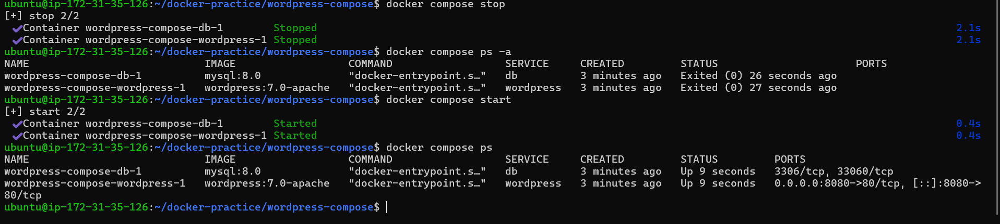 ubuntu@ip-172-31-35-126:~/docker-practice/wordpress-compose$ docker compose stop
[+] stop 2/2
✔Container wordpress-compose-db-1        Stopped        2.1s
✔Container wordpress-compose-wordpress-1 Stopped        2.1s
ubuntu@ip-172-31-35-126:~/docker-practice/wordpress-compose$ docker compose ps -a
NAME                            IMAGE                  COMMAND                  SERVICE     CREATED         STATUS                      PORTS
wordpress-compose-db-1          mysql:8.0              "docker-entrypoint.s…"   db          3 minutes ago   Exited (0) 26 seconds ago
wordpress-compose-wordpress-1   wordpress:7.0-apache   "docker-entrypoint.s…"   wordpress   3 minutes ago   Exited (0) 27 seconds ago
ubuntu@ip-172-31-35-126:~/docker-practice/wordpress-compose$ docker compose start
[+] start 2/2
✔Container wordpress-compose-db-1        Started        0.4s
✔Container wordpress-compose-wordpress-1 Started        0.4s
ubuntu@ip-172-31-35-126:~/docker-practice/wordpress-compose$ docker compose ps
NAME                            IMAGE                  COMMAND                  SERVICE     CREATED         STATUS         PORTS
wordpress-compose-db-1          mysql:8.0              "docker-entrypoint.s…"   db          3 minutes ago   Up 9 seconds   3306/tcp, 33060/tcp
wordpress-compose-wordpress-1   wordpress:7.0-apache   "docker-entrypoint.s…"   wordpress   3 minutes ago   Up 9 seconds   0.0.0.0:8080->80/tcp, [::]:8080->
80/tcp
ubuntu@ip-172-31-35-126:~/docker-practice/wordpress-compose$